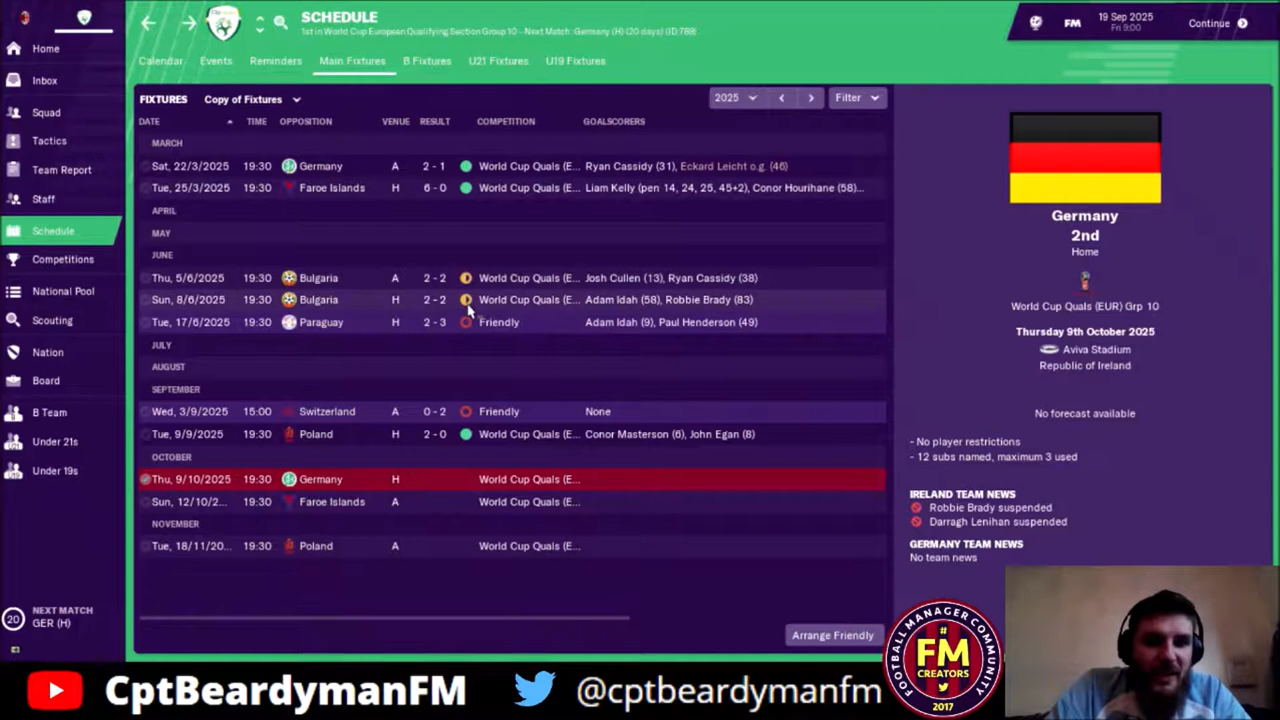 SCHEDULE
1st in World Cup European Qualifying Section Group 10 - Next Match: Germany (H) (20 days) (ID:789)
FM
19 Sep 2025
Fri 9:00
Continue
Calendar Events Reminders Main Fixtures B Fixtures U21 Fixtures U19 Fixtures
Home
Inbox
Squad
Tactics
Team Report
Staff
Schedule
Competitions
National Pool
Scouting
Nation
Board
B Team
Under 21s
Under 19s
20 NEXT MATCH
GER (H)
FIXTURES Copy of Fixtures 2025 Filter
DATE TIME OPPOSITION VENUE RESULT COMPETITION GOALSCORERS
MARCH
Sat, 22/3/2025 19:30 Germany A 2 - 1 World Cup Quals (E... Ryan Cassidy (31), Eckard Leicht o.g. (46)
Tue, 25/3/2025 19:30 Faroe Islands H 6 - 0 World Cup Quals (E... Liam Kelly (pen 14, 24, 25, 45+2), Conor Hourihane (58)...
APRIL
MAY
JUNE
Thu, 5/6/2025 19:30 Bulgaria A 2 - 2 World Cup Quals (E... Josh Cullen (13), Ryan Cassidy (38)
Sun, 8/6/2025 19:30 Bulgaria H 2 - 2 World Cup Quals (E... Adam Idah (58), Robbie Brady (83)
Tue, 17/6/2025 19:30 Paraguay H 2 - 3 Friendly Adam Idah (9), Paul Henderson (49)
JULY
AUGUST
SEPTEMBER
Wed, 3/9/2025 15:00 Switzerland A 0 - 2 Friendly None
Tue, 9/9/2025 19:30 Poland H 2 - 0 World Cup Quals (E... Conor Masterson (6), John Egan (8)
OCTOBER
Thu, 9/10/2025 19:30 Germany H World Cup Quals (E...
Sun, 12/10/2... 19:30 Faroe Islands A World Cup Quals (E...
NOVEMBER
Tue, 18/11/20... 19:30 Poland A World Cup Quals (E...
Arrange Friendly
Germany
2nd
Home
World Cup Quals (EUR) Grp 10
Thursday 9th October 2025
Aviva Stadium
Republic of Ireland
No forecast available
- No player restrictions
- 12 subs named, maximum 3 used
IRELAND TEAM NEWS
Robbie Brady suspended
Darragh Lenihan suspended
GERMANY TEAM NEWS
No team news
CptBeardymanFM
@cptbeardymanfm
FOOTBALL MANAGER COMMUNITY
#
FM
CREATORS
2017